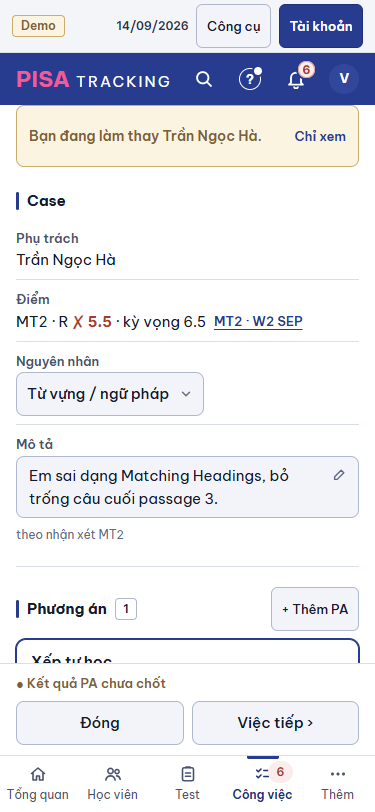 Demo
14/09/2026
Công cụ
Tài khoản
PISA TRACKING
?
6
V
Bạn đang làm thay Trần Ngọc Hà.
Chỉ xem
Case
Phụ trách
Trần Ngọc Hà
Điểm
MT2 · R ✗ 5.5 · kỳ vọng 6.5 MT2 · W2 SEP
Nguyên nhân
Từ vựng / ngữ pháp
Mô tả
Em sai dạng Matching Headings, bỏ
trống câu cuối passage 3.
theo nhận xét MT2
Phương án 1
+ Thêm PA
Xếp tự học
● Kết quả PA chưa chốt
Đóng
Việc tiếp ›
6
Tổng quan
Học viên
Test
Công việc
Thêm